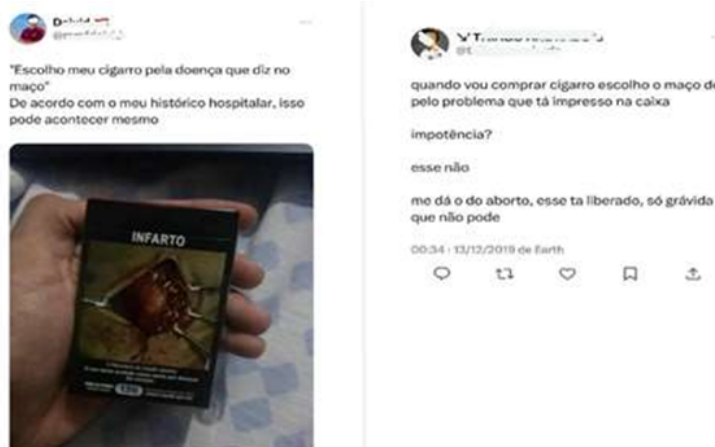 "Escolho meu cigarro pela doença que diz no
maço"
De acordo com o meu histórico hospitalar, isso
pode acontecer mesmo
INFARTO
quando vou comprar cigarro escolho o maço de
pelo problema que tá impresso na caixa
impotência?
esse não
me dá o do aborto, esse ta liberado, só grávida
que não pode
00:34 · 13/12/2019 de Earth